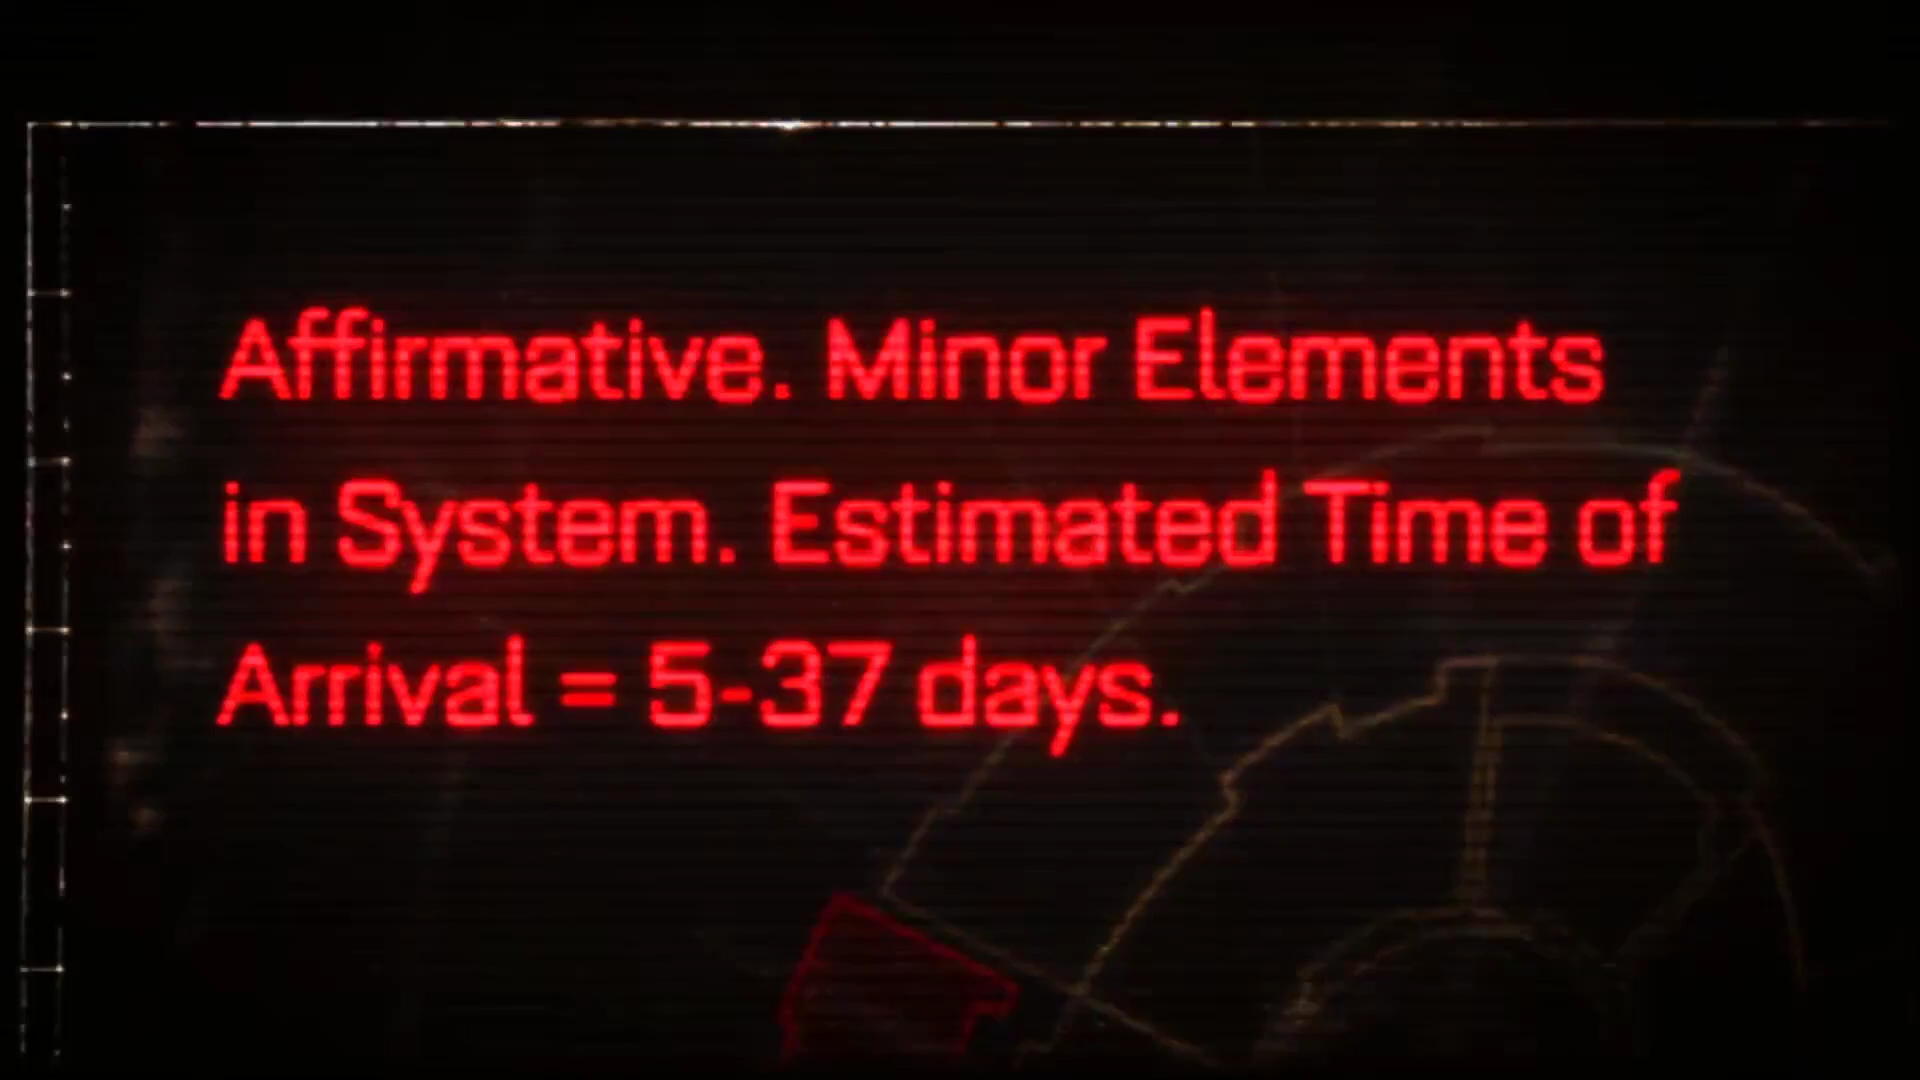 Affirmative. Minor Elements
in System. Estimated Time of
Arrival = 5-37 days.